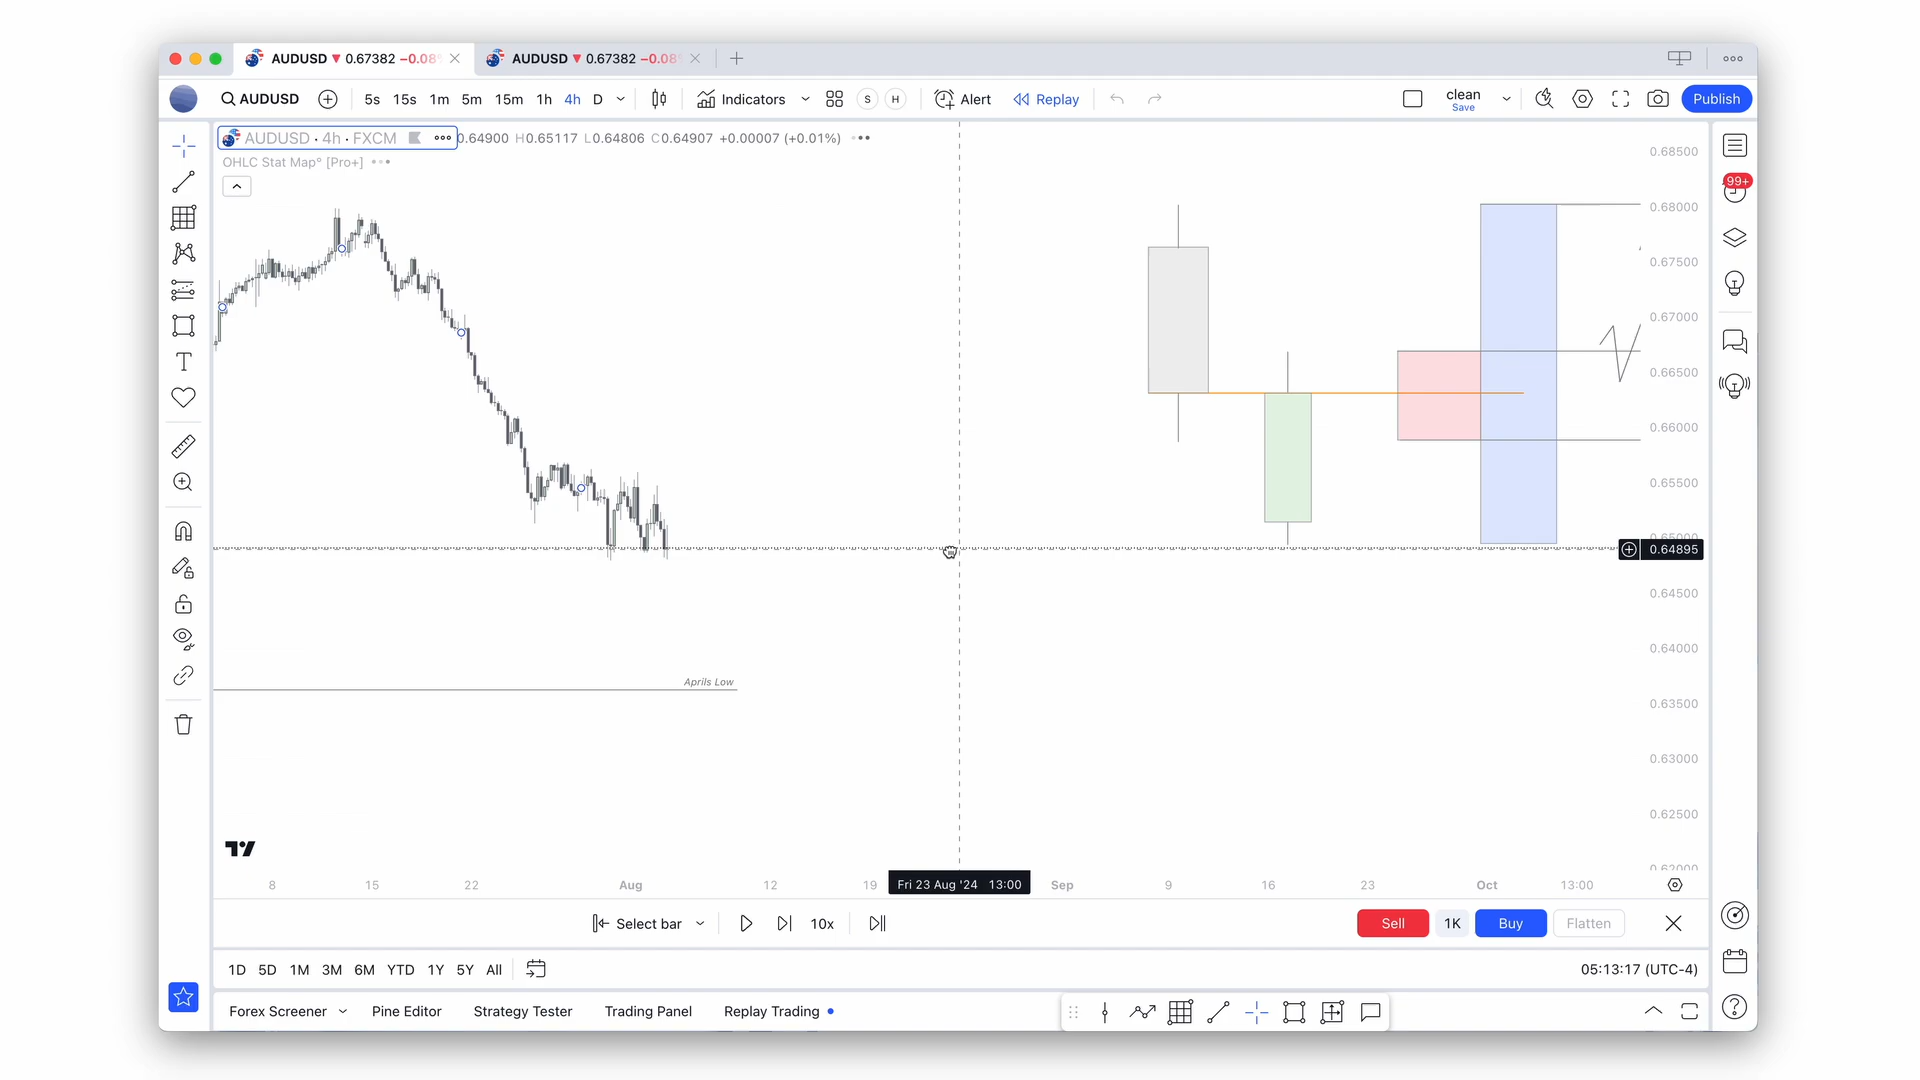 AUDUSD ▼ 0.67382 −0.08
AUDUSD ▼ 0.67382 −0.08
AUDUSD 5s 15s 1m 5m 15m 1h 4h D Indicators S H Alert Replay clean Publish
Save
AUDUSD · 4h · FXCM 0.64900 H0.65117 L0.64806 C0.64907 +0.00007 (+0.01%)
OHLC Stat Map° [Pro+]
99+
0.68500
0.68000
0.67500
0.67000
0.66500
0.66000
0.65500
0.64895
0.64500
0.64000
Aprils Low
0.63500
0.63000
0.62500
8 15 22 Aug 12 19 Fri 23 Aug '24 13:00 Sep 9 16 23 Oct 13:00
Select bar 10x Sell 1K Buy Flatten
1D 5D 1M 3M 6M YTD 1Y 5Y All 05:13:17 (UTC-4)
Forex Screener Pine Editor Strategy Tester Trading Panel Replay Trading